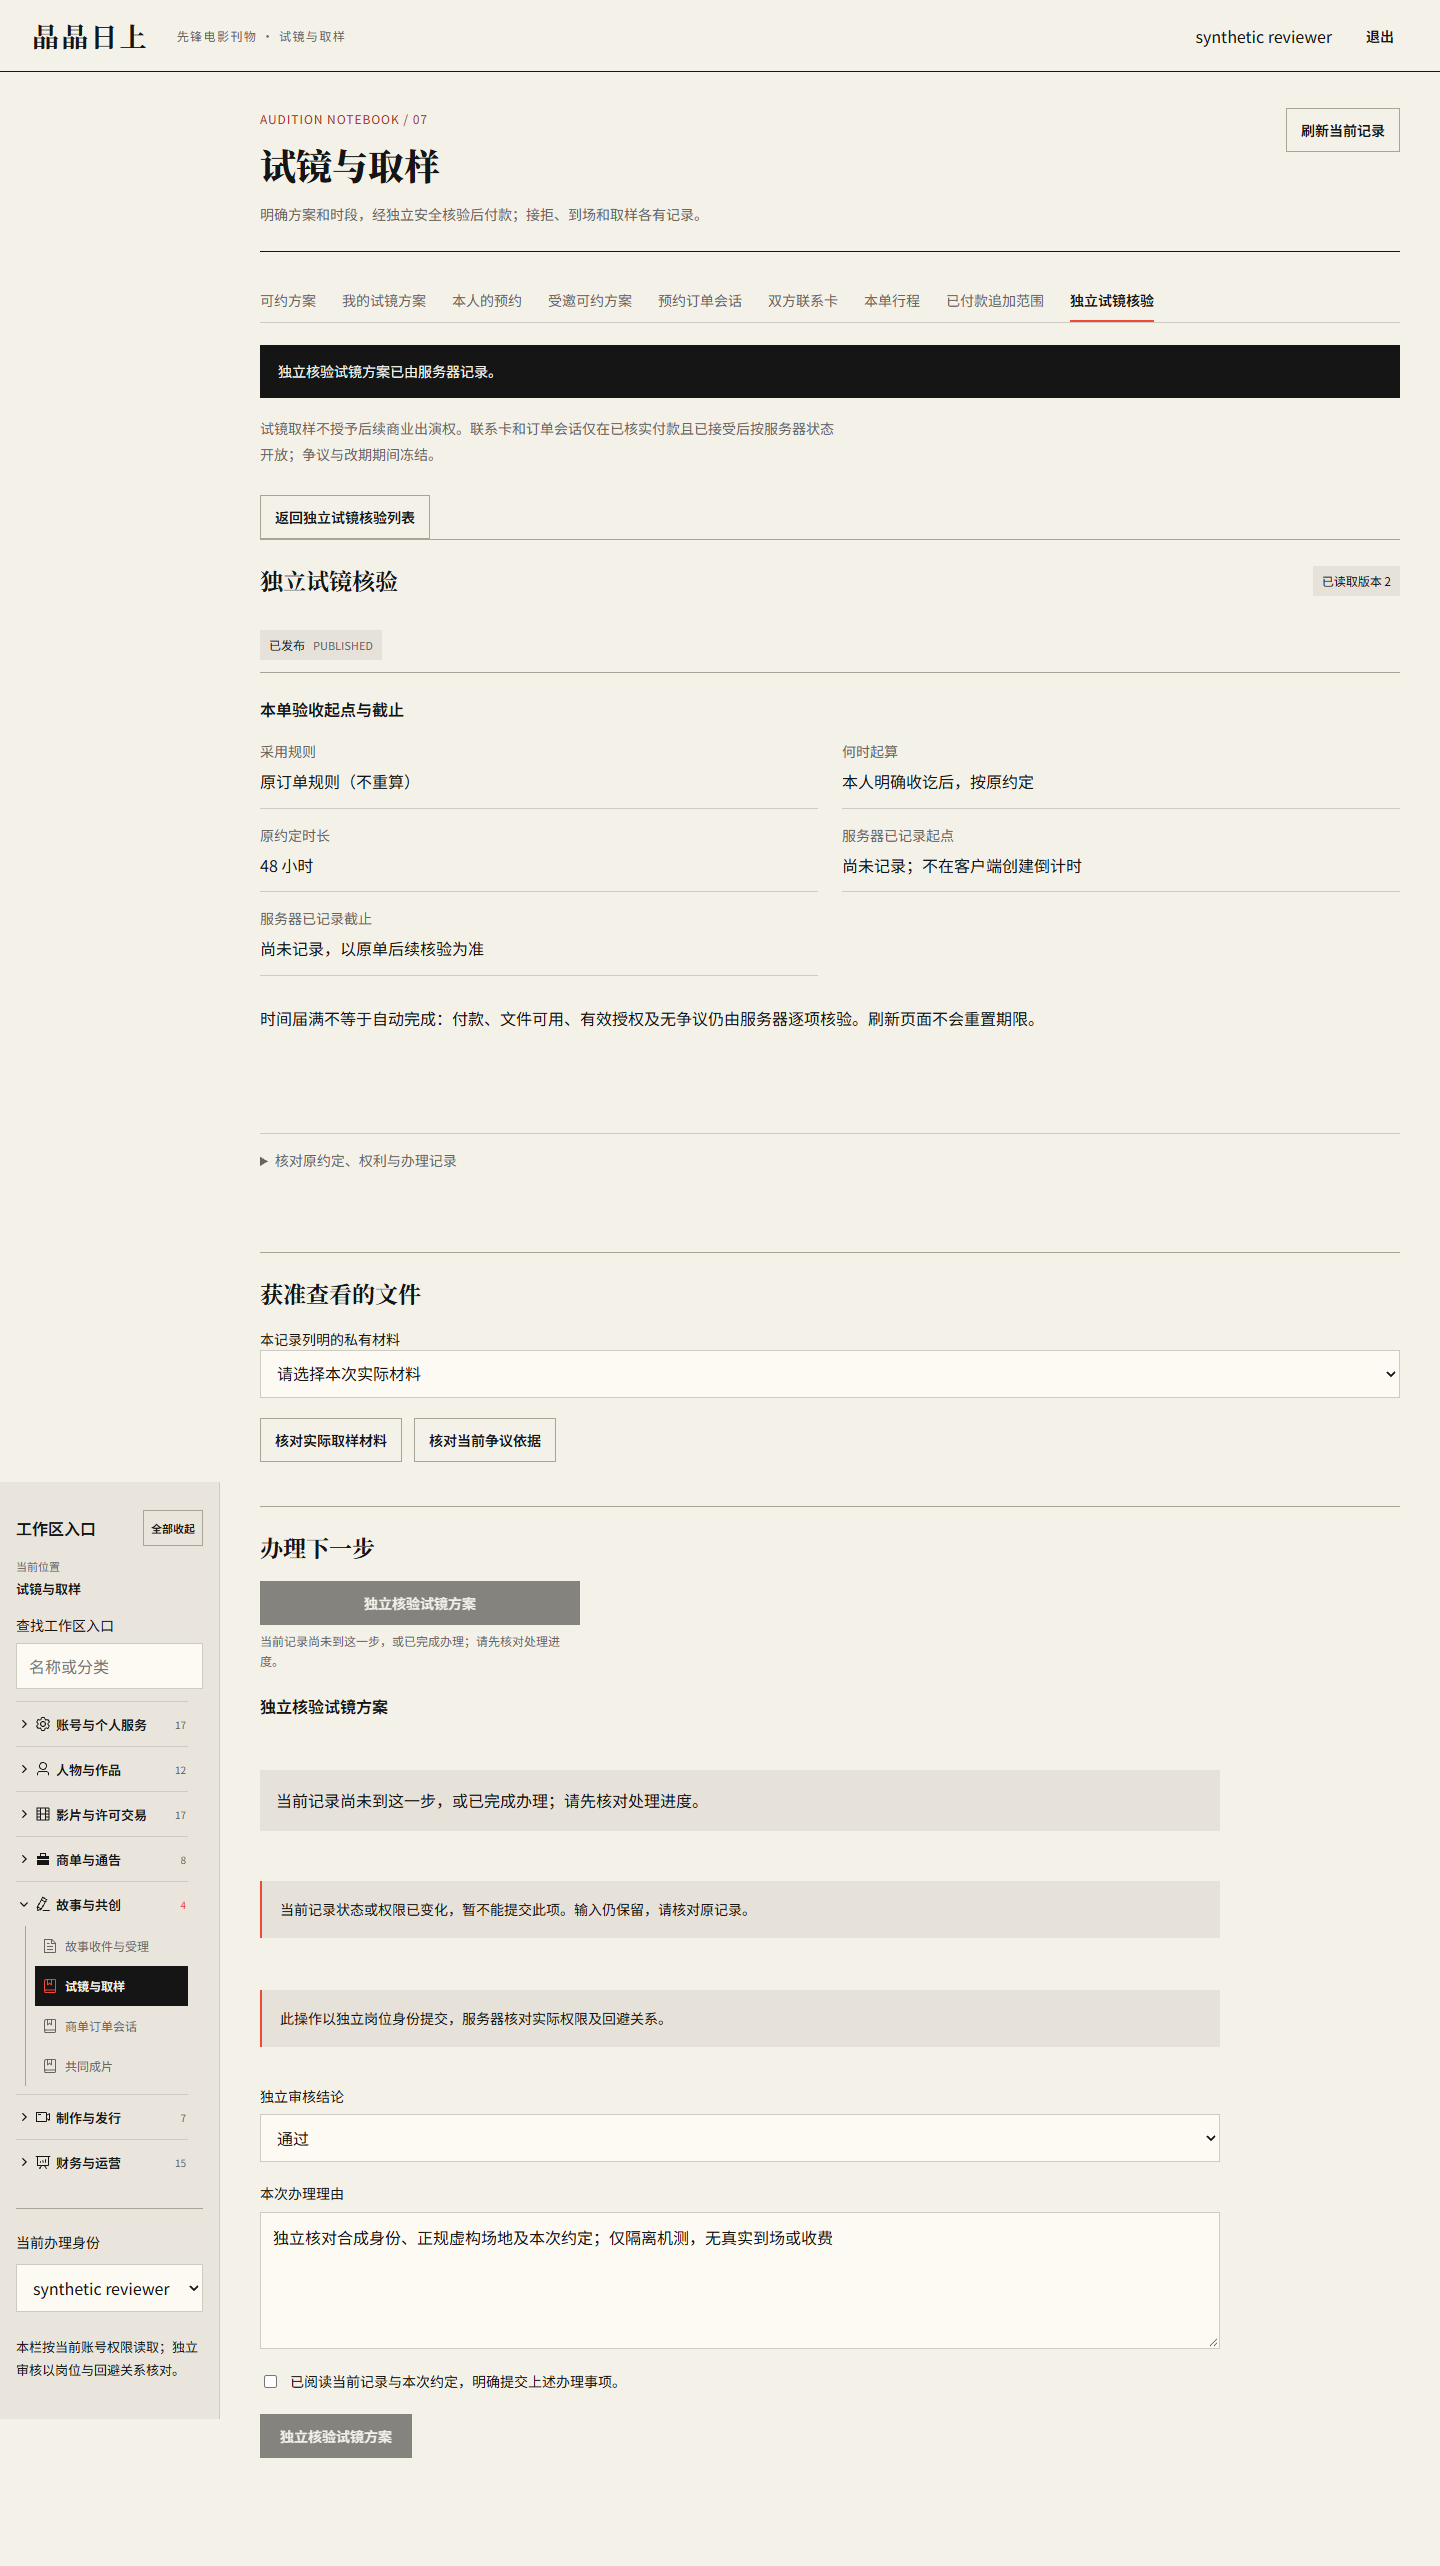 晶晶日上
先锋电影刊物 • 试镜与取样
synthetic reviewer
退出
AUDITION NOTEBOOK / 07
试镜与取样
刷新当前记录
明确方案和时段，经独立安全核验后付款；接拒、到场和取样各有记录。
可约方案
我的试镜方案
本人的预约
受邀可约方案
预约订单会话
双方联系卡
本单行程
已付款追加范围
独立试镜核验
独立核验试镜方案已由服务器记录。
试镜取样不授予后续商业出演权。联系卡和订单会话仅在已核实付款且已接受后按服务器状态
开放；争议与改期期间冻结。
返回独立试镜核验列表
独立试镜核验
已读取版本 2
已发布 PUBLISHED
本单验收起点与截止
采用规则
原订单规则（不重算）
何时起算
本人明确收讫后，按原约定
原约定时长
48 小时
服务器已记录起点
尚未记录；不在客户端创建倒计时
服务器已记录截止
尚未记录，以原单后续核验为准
时间届满不等于自动完成：付款、文件可用、有效授权及无争议仍由服务器逐项核验。刷新页面不会重置期限。
核对原约定、权利与办理记录
获准查看的文件
本记录列明的私有材料
请选择本次实际材料
核对实际取样材料
核对当前争议依据
办理下一步
独立核验试镜方案
当前记录尚未到这一步，或已完成办理；请先核对处理进
度。
独立核验试镜方案
当前记录尚未到这一步，或已完成办理；请先核对处理进度。
当前记录状态或权限已变化，暂不能提交此项。输入仍保留，请核对原记录。
此操作以独立岗位身份提交，服务器核对实际权限及回避关系。
独立审核结论
通过
本次办理理由
独立核对合成身份、正规虚构场地及本次约定；仅隔离机测，无真实到场或收费
已阅读当前记录与本次约定，明确提交上述办理事项。
独立核验试镜方案
工作区入口
全部收起
当前位置
试镜与取样
查找工作区入口
名称或分类
账号与个人服务 17
人物与作品 12
影片与许可交易 17
商单与通告 8
故事与共创 4
故事收件与受理
试镜与取样
商单订单会话
共同成片
制作与发行 7
财务与运营 15
当前办理身份
synthetic reviewer
本栏按当前账号权限读取；独立
审核以岗位与回避关系核对。